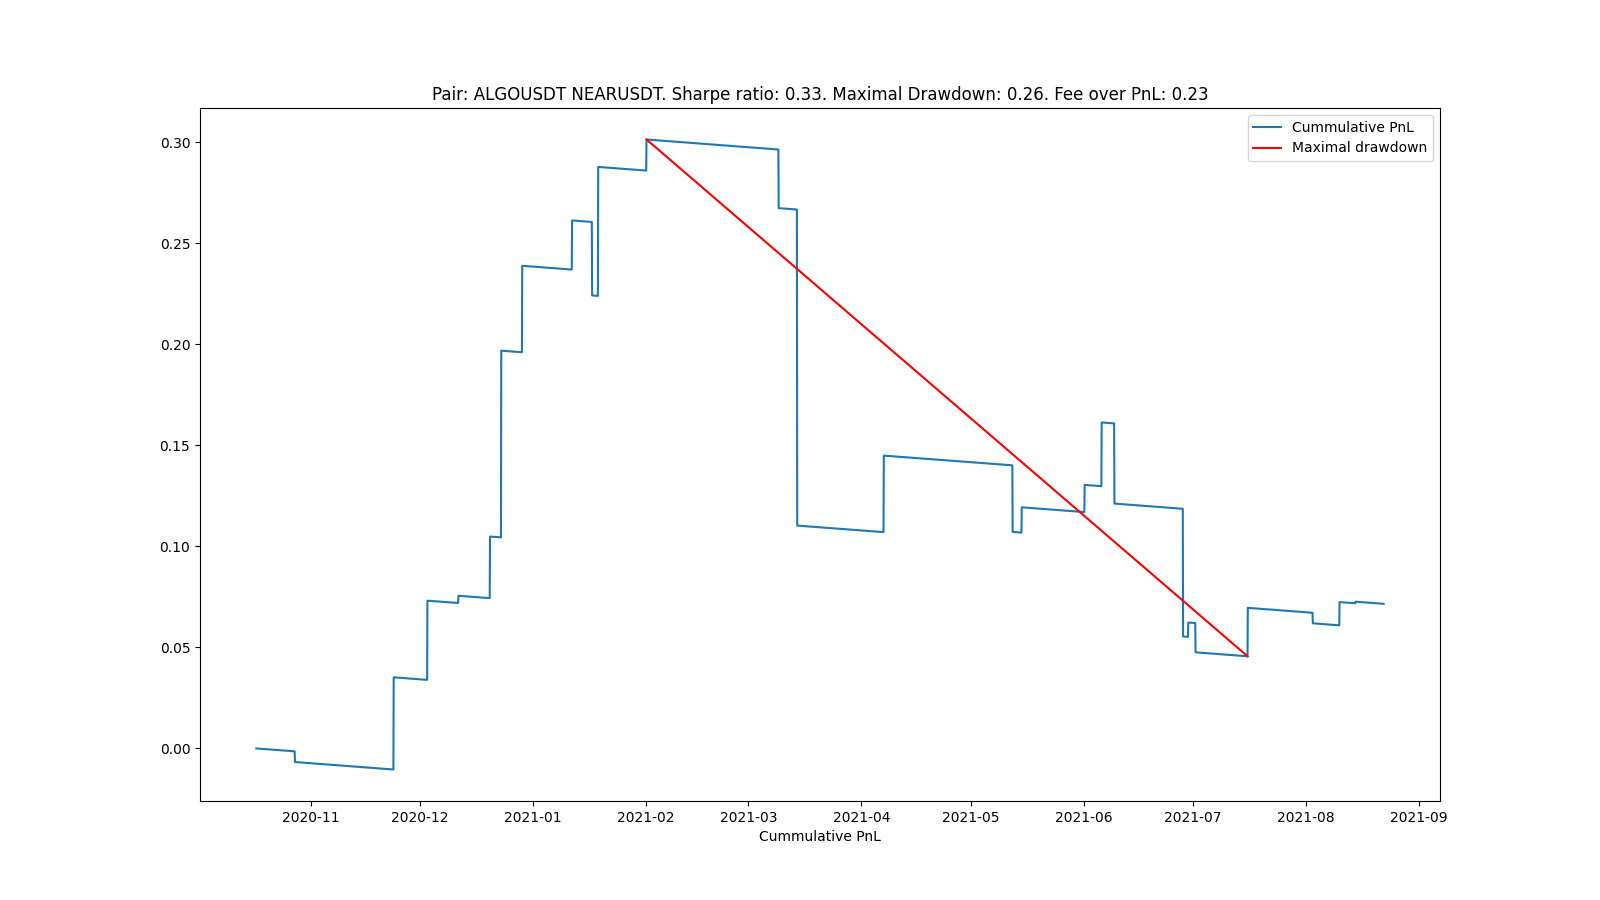 Pair: ALGOUSDT NEARUSDT. Sharpe ratio: 0.33. Maximal Drawdown: 0.26. Fee over PnL: 0.23
Cummulative PnL
Maximal drawdown
0.30
0.25
0.20
0.15
0.10
0.05
0.00
2020-11 2020-12 2021-01 2021-02 2021-03 2021-04 2021-05 2021-06 2021-07 2021-08 2021-09
Cummulative PnL